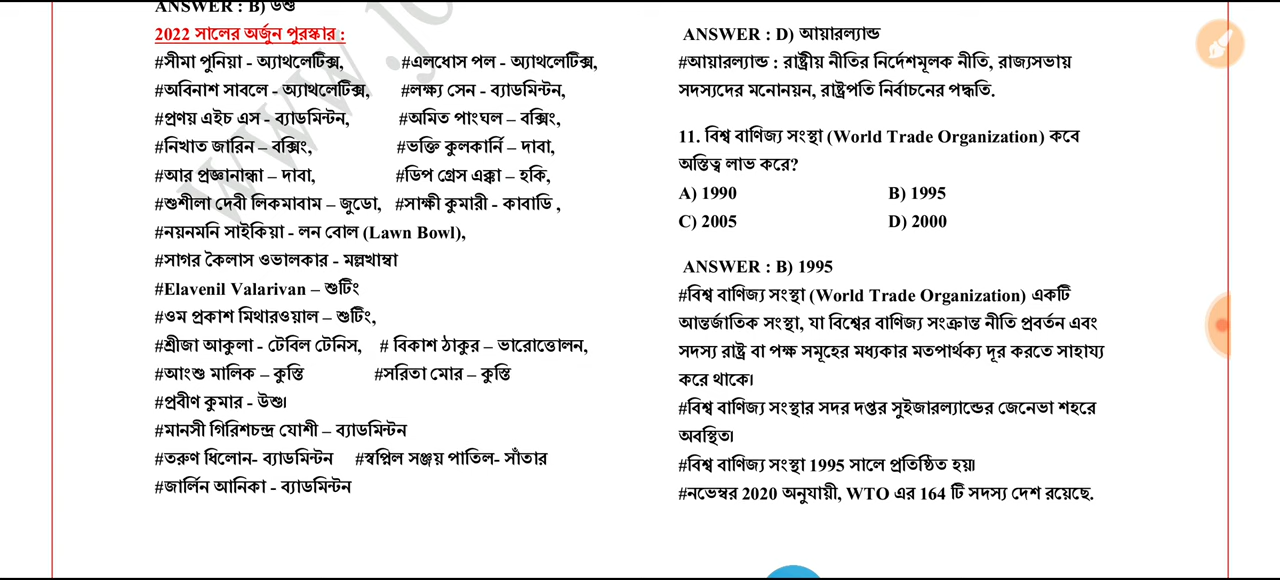 ANSWER : B) উশু
2022 সালের অর্জুন পুরস্কার :
#সীমা পুনিয়া - অ্যাথলেটিক্স, #এলধোস পল - অ্যাথলেটিক্স,
#অবিনাশ সাবলে - অ্যাথলেটিক্স, #লক্ষ্য সেন - ব্যাডমিন্টন,
#প্রণয় এইচ এস - ব্যাডমিন্টন, #অমিত পাংঘল – বক্সিং,
#নিখাত জারিন – বক্সিং, #ভক্তি কুলকার্নি – দাবা,
#আর প্রজ্ঞানান্ধা – দাবা, #ডিপ গ্রেস এক্কা – হকি,
#শুশীলা দেবী লিকমাবাম – জুডো, #সাক্ষী কুমারী - কাবাডি ,
#নয়নমনি সাইকিয়া - লন বোল (Lawn Bowl),
#সাগর কৈলাস ওভালকার - মল্লখাম্বা
#Elavenil Valarivan – শুটিং
#ওম প্রকাশ মিথারওয়াল – শুটিং,
#শ্রীজা আকুলা - টেবিল টেনিস, # বিকাশ ঠাকুর – ভারোত্তোলন,
#আংশু মালিক – কুস্তি #সরিতা মোর – কুস্তি
#প্রবীণ কুমার - উশু।
#মানসী গিরিশচন্দ্র যোশী – ব্যাডমিন্টন
#তরুণ ধিলোন- ব্যাডমিন্টন #স্বপ্নিল সঞ্জয় পাতিল- সাঁতার
#জার্লিন আনিকা - ব্যাডমিন্টন
ANSWER : D) আয়ারল্যান্ড
#আয়ারল্যান্ড : রাষ্ট্রীয় নীতির নির্দেশমূলক নীতি, রাজ্যসভায়
সদস্যদের মনোনয়ন, রাষ্ট্রপতি নির্বাচনের পদ্ধতি.
11. বিশ্ব বাণিজ্য সংস্থা (World Trade Organization) কবে
অস্তিত্ব লাভ করে?
A) 1990 B) 1995
C) 2005 D) 2000
ANSWER : B) 1995
#বিশ্ব বাণিজ্য সংস্থা (World Trade Organization) একটি
আন্তর্জাতিক সংস্থা, যা বিশ্বের বাণিজ্য সংক্রান্ত নীতি প্রবর্তন এবং
সদস্য রাষ্ট্র বা পক্ষ সমূহের মধ্যকার মতপার্থক্য দূর করতে সাহায্য
করে থাকে।
#বিশ্ব বাণিজ্য সংস্থার সদর দপ্তর সুইজারল্যান্ডের জেনেভা শহরে
অবস্থিত।
#বিশ্ব বাণিজ্য সংস্থা 1995 সালে প্রতিষ্ঠিত হয়।
#নভেম্বর 2020 অনুযায়ী, WTO এর 164 টি সদস্য দেশ রয়েছে.